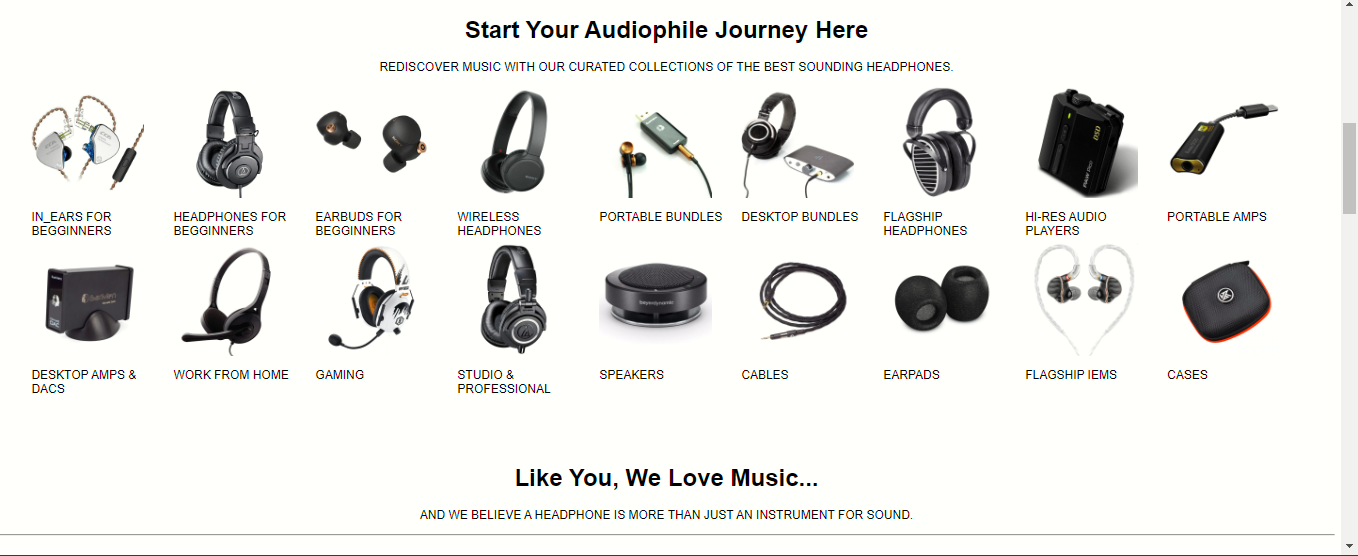 Start Your Audiophile Journey Here
REDISCOVER MUSIC WITH OUR CURATED COLLECTIONS OF THE BEST SOUNDING HEADPHONES.
DSD
IN_EARS FOR
BEGGINNERS
HEADPHONES FOR
BEGGINNERS
EARBUDS FOR
BEGGINNERS
WIRELESS
HEADPHONES
PORTABLE BUNDLES
DESKTOP BUNDLES
FLAGSHIP
HEADPHONES
HI-RES AUDIO
PLAYERS
PORTABLE AMPS
beyerdynamic
DESKTOP AMPS &
DACS
WORK FROM HOME
GAMING
STUDIO &
PROFESSIONAL
SPEAKERS
CABLES
EARPADS
FLAGSHIP IEMS
CASES
Like You, We Love Music...
AND WE BELIEVE A HEADPHONE IS MORE THAN JUST AN INSTRUMENT FOR SOUND.